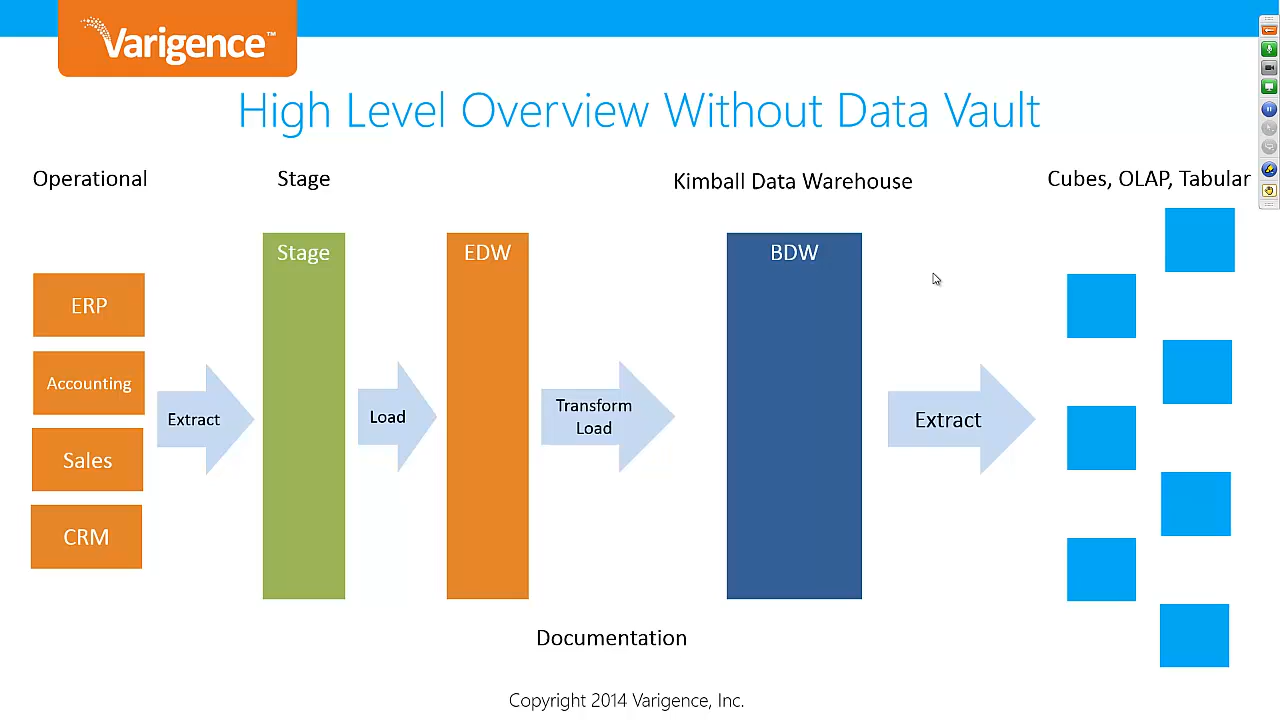 Varigence™
High Level Overview Without Data Vault
Operational
Stage
Kimball Data Warehouse
Cubes, OLAP, Tabular
Stage
EDW
BDW
ERP
Accounting
Sales
CRM
Extract
Load
Transform
Load
Extract
Documentation
Copyright 2014 Varigence, Inc.